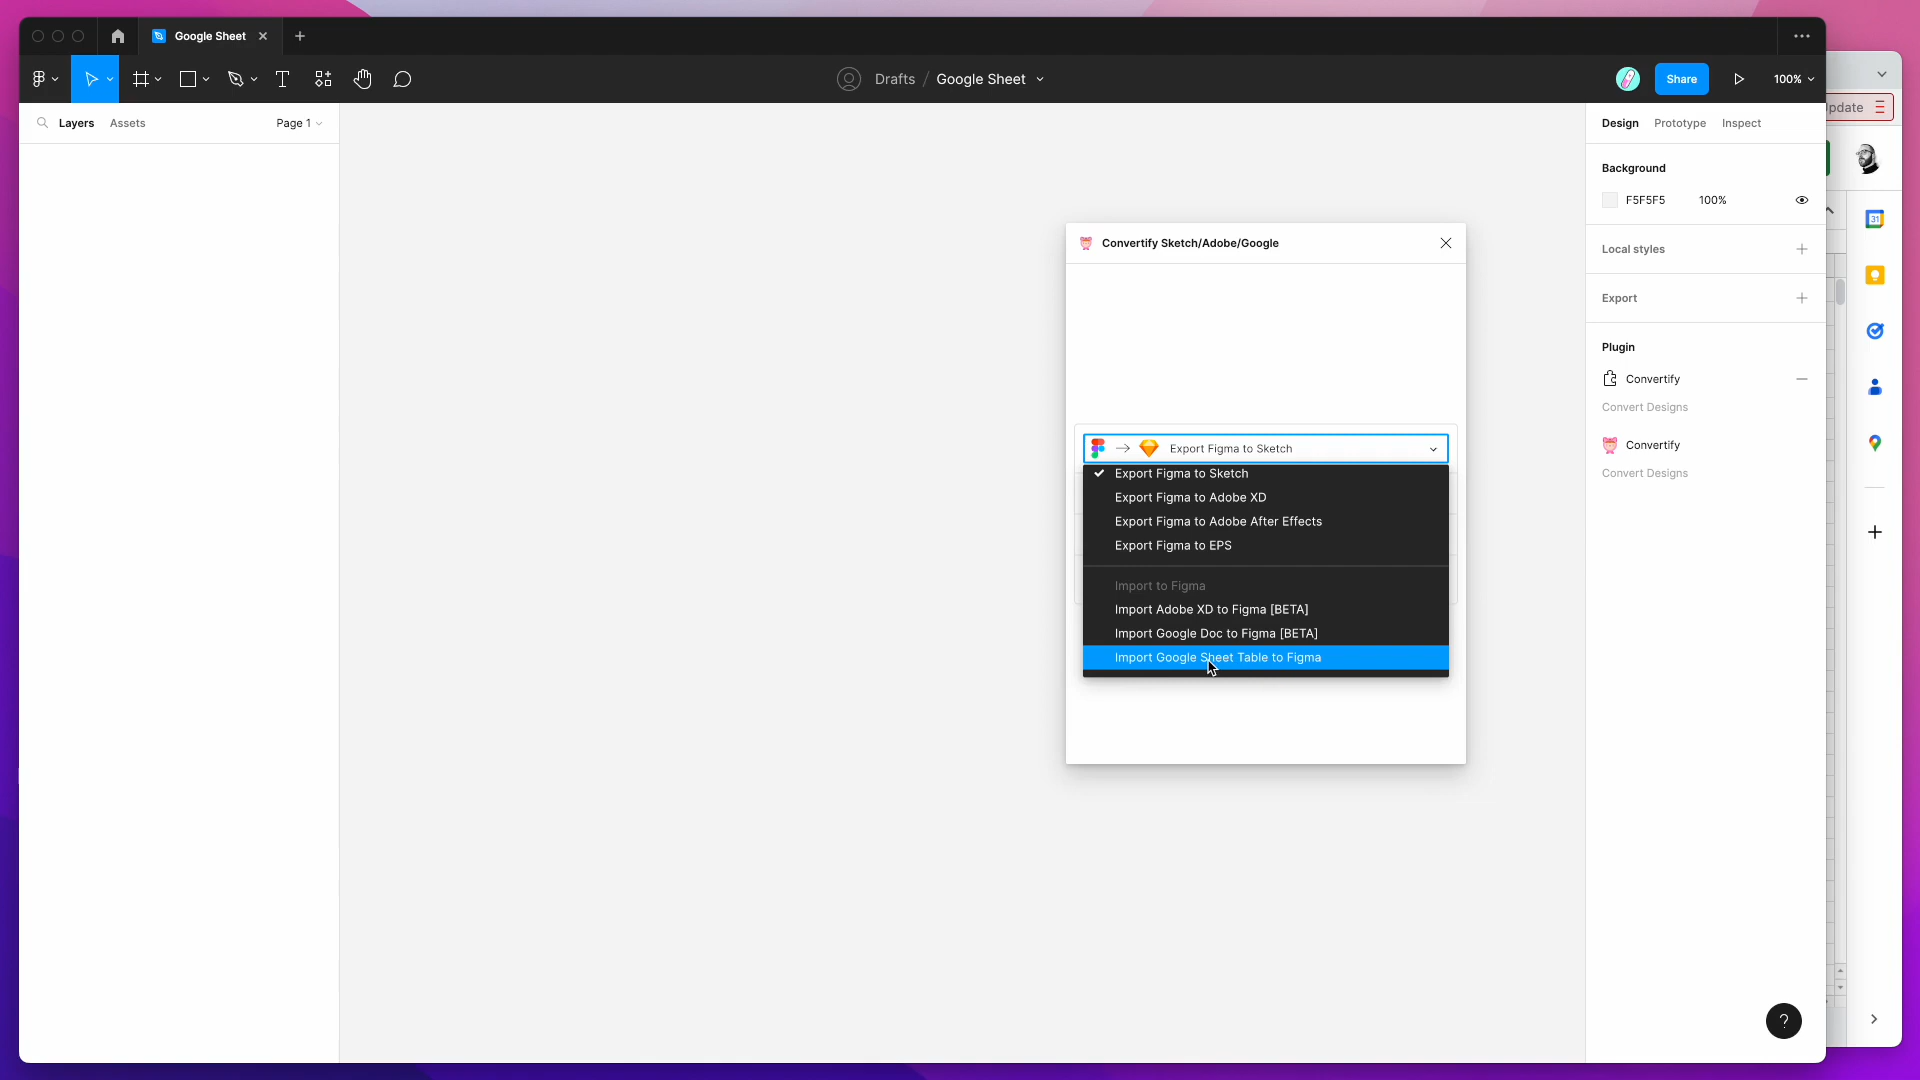 Google Sheet
Drafts / Google Sheet
Share
100%
Layers Assets Page 1
Design Prototype Inspect
Background
F5F5F5 100%
Local styles
Export
Plugin
Convertify
Convert Designs
Convertify
Convert Designs
Convertify Sketch/Adobe/Google
Export Figma to Sketch
Export Figma to Sketch
Export Figma to Adobe XD
Export Figma to Adobe After Effects
Export Figma to EPS
Import to Figma
Import Adobe XD to Figma [BETA]
Import Google Doc to Figma [BETA]
Import Google Sheet Table to Figma
pdate
31
?